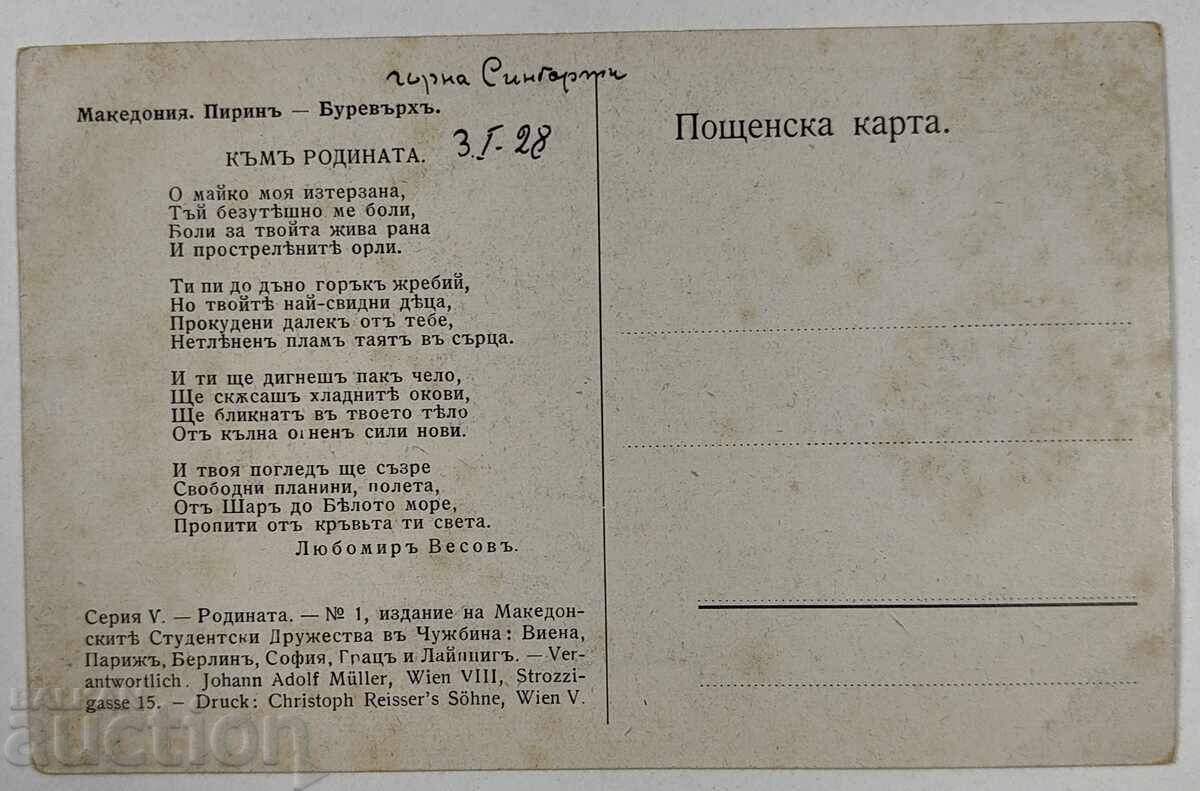 горна
Македония. Пиринъ — Буревърхъ.
3.I-28
КЪМЪ РОДИНАТА.
О майко моя изтерзана,
Тъй безутѣшно ме боли,
Боли за твойта жива рана
И прострелѣнитѣ орли.
Ти пи до дъно горъкъ жребий,
Но твойтѣ най-свидни дѣца,
Прокудени далекъ отъ тебе,
Нетлѣненъ пламъ таятъ въ сърца.
И ти ще дигнешъ пакъ чело,
Ще скѫсашъ хладнитѣ окови,
Ще бликнатъ въ твоето тѣло
Отъ кълна огненъ сили нови.
И твоя погледъ ще съзре
Свободни планини, полета,
Отъ Шаръ до Бѣлото море,
Пропити отъ кръвьта ти света.
Любомиръ Весовъ.
Серия V. — Родината. — № 1, издание на Македон-
скитѣ Студентски Дружества въ Чужбина: Виена,
Парижъ, Берлинъ, София, Грацъ и Лайпцигъ. — Ver-
antwortlich. Johann Adolf Müller, Wien VIII, Strozzi-
gasse 15. — Druck: Christoph Reisser's Söhne, Wien V.
Пощенска карта.
ВАШИЯТ
auction